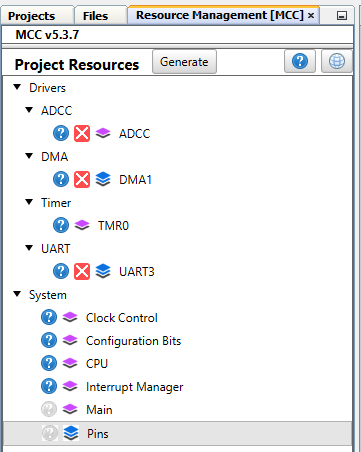 Projects Files Resource Management [MCC] ×
MCC v5.3.7
Project Resources Generate ?
Drivers
ADCC
? ADCC
DMA
? DMA1
Timer
? TMR0
UART
? UART3
System
? Clock Control
? Configuration Bits
? CPU
? Interrupt Manager
? Main
? Pins